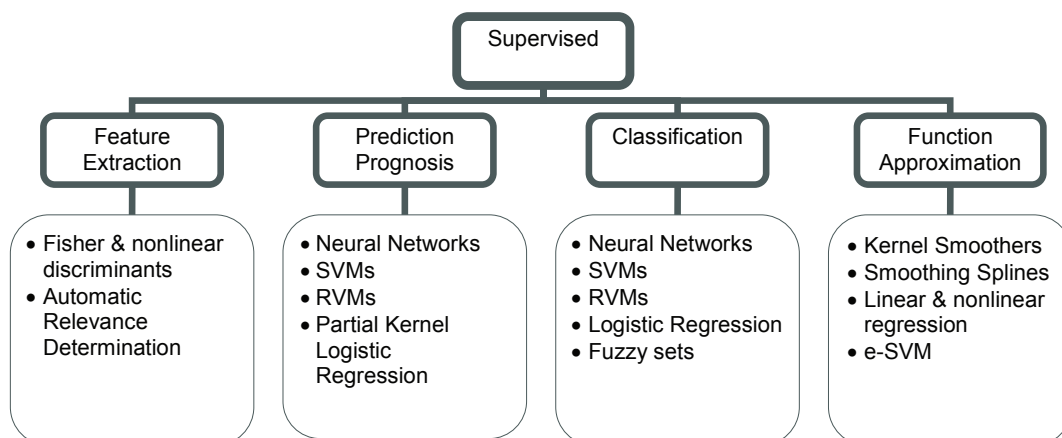 Supervised
Feature
Extraction
Prediction
Prognosis
Classification
Function
Approximation
• Fisher & nonlinear
discriminants
• Automatic
Relevance
Determination
• Neural Networks
• SVMs
• RVMs
• Partial Kernel
Logistic
Regression
• Neural Networks
• SVMs
• RVMs
• Logistic Regression
• Fuzzy sets
• Kernel Smoothers
• Smoothing Splines
• Linear & nonlinear
regression
• e-SVM